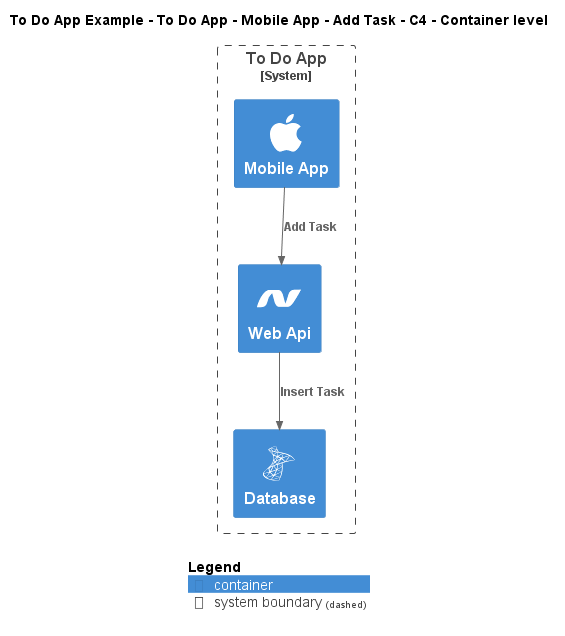 To Do App Example - To Do App - Mobile App - Add Task - C4 - Container level
To Do App
[System]
Mobile App
Add Task
Web Api
Insert Task
Database
Legend
container
system boundary (dashed)